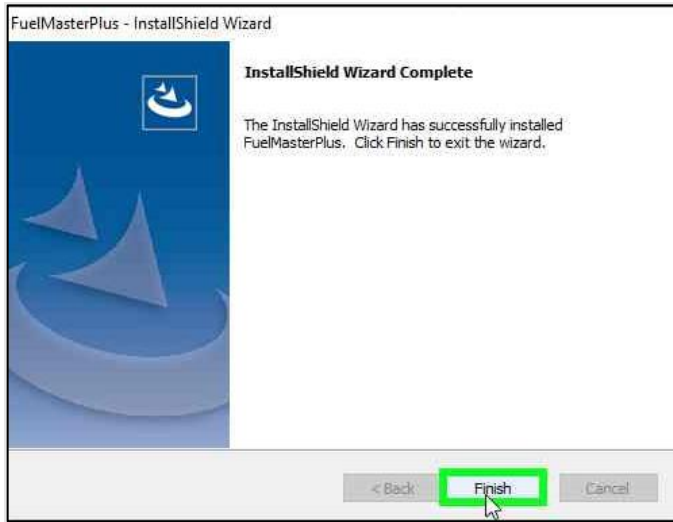 FuelMasterPlus - InstallShield Wizard
InstallShield Wizard Complete
The InstallShield Wizard has successfully installed
FuelMasterPlus. Click Finish to exit the wizard.
< Back
Finish
Cancel